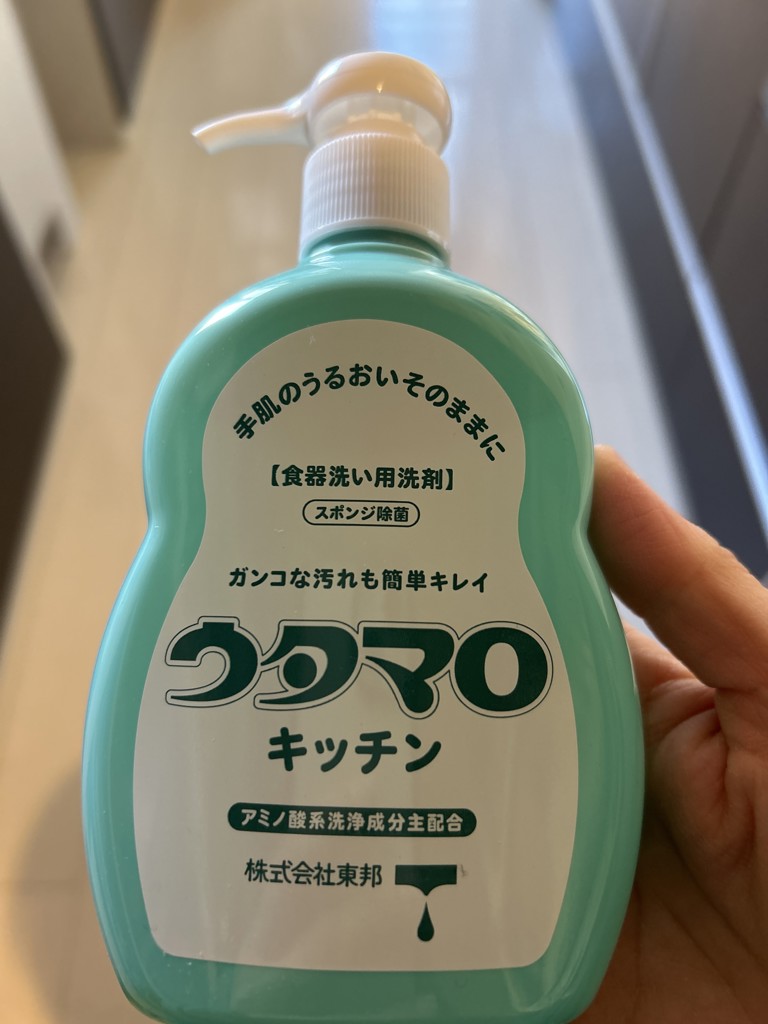 手肌のうるおいそのままに
【食器洗い用洗剤】
スポンジ除菌
ガンコな汚れも簡単キレイ
ウタマロ
キッチン
アミノ酸系洗浄成分主配合
株式会社東邦